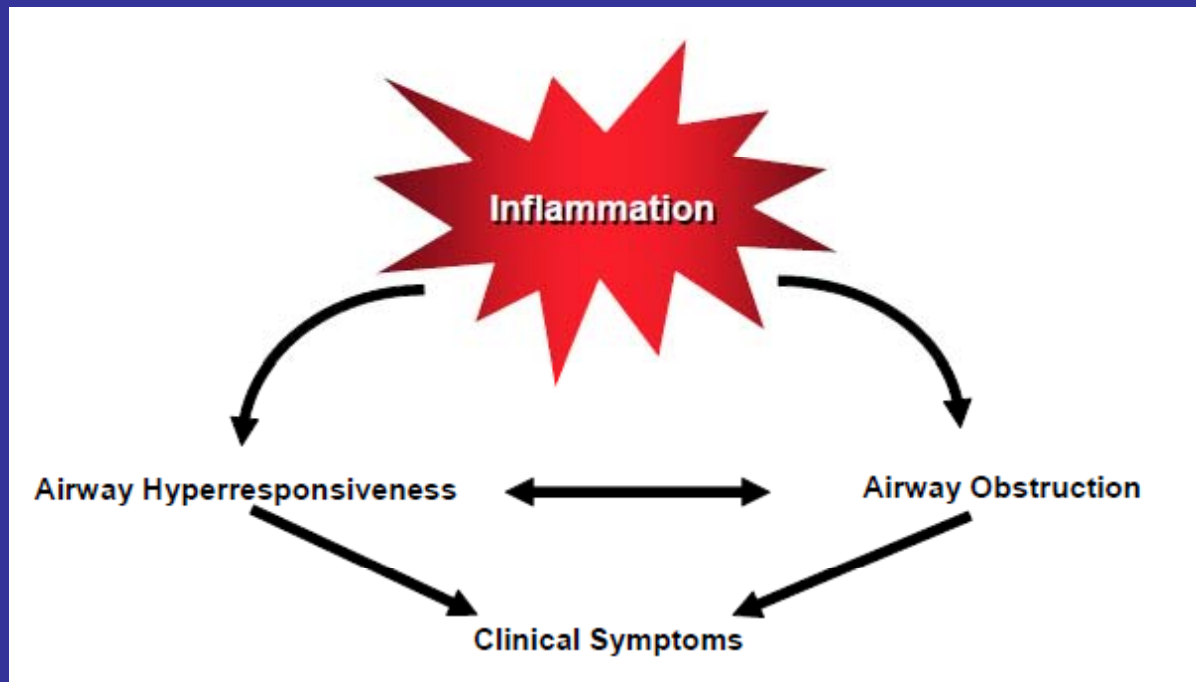 Inflammation
Airway Hyperresponsiveness
Airway Obstruction
Clinical Symptoms